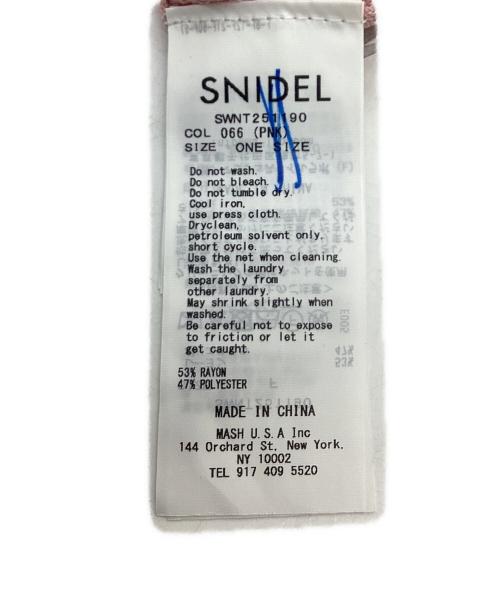 SNIDEL
SWNT251190
COL 066 (PNK)
SIZE ONE SIZE
Do not wash.
Do not bleach.
Do not tumble dry.
Cool iron,
use press cloth.
Dryclean,
petroleum solvent only,
short cycle.
Use the net when cleaning.
Wash the laundry
separately from
other laundry.
May shrink slightly when
washed.
Be careful not to expose
to friction or let it
get caught.
53% RAYON
47% POLYESTER
MADE IN CHINA
MASH U.S.A Inc
144 Orchard St, New York,
NY 10002
TEL 917 409 5520